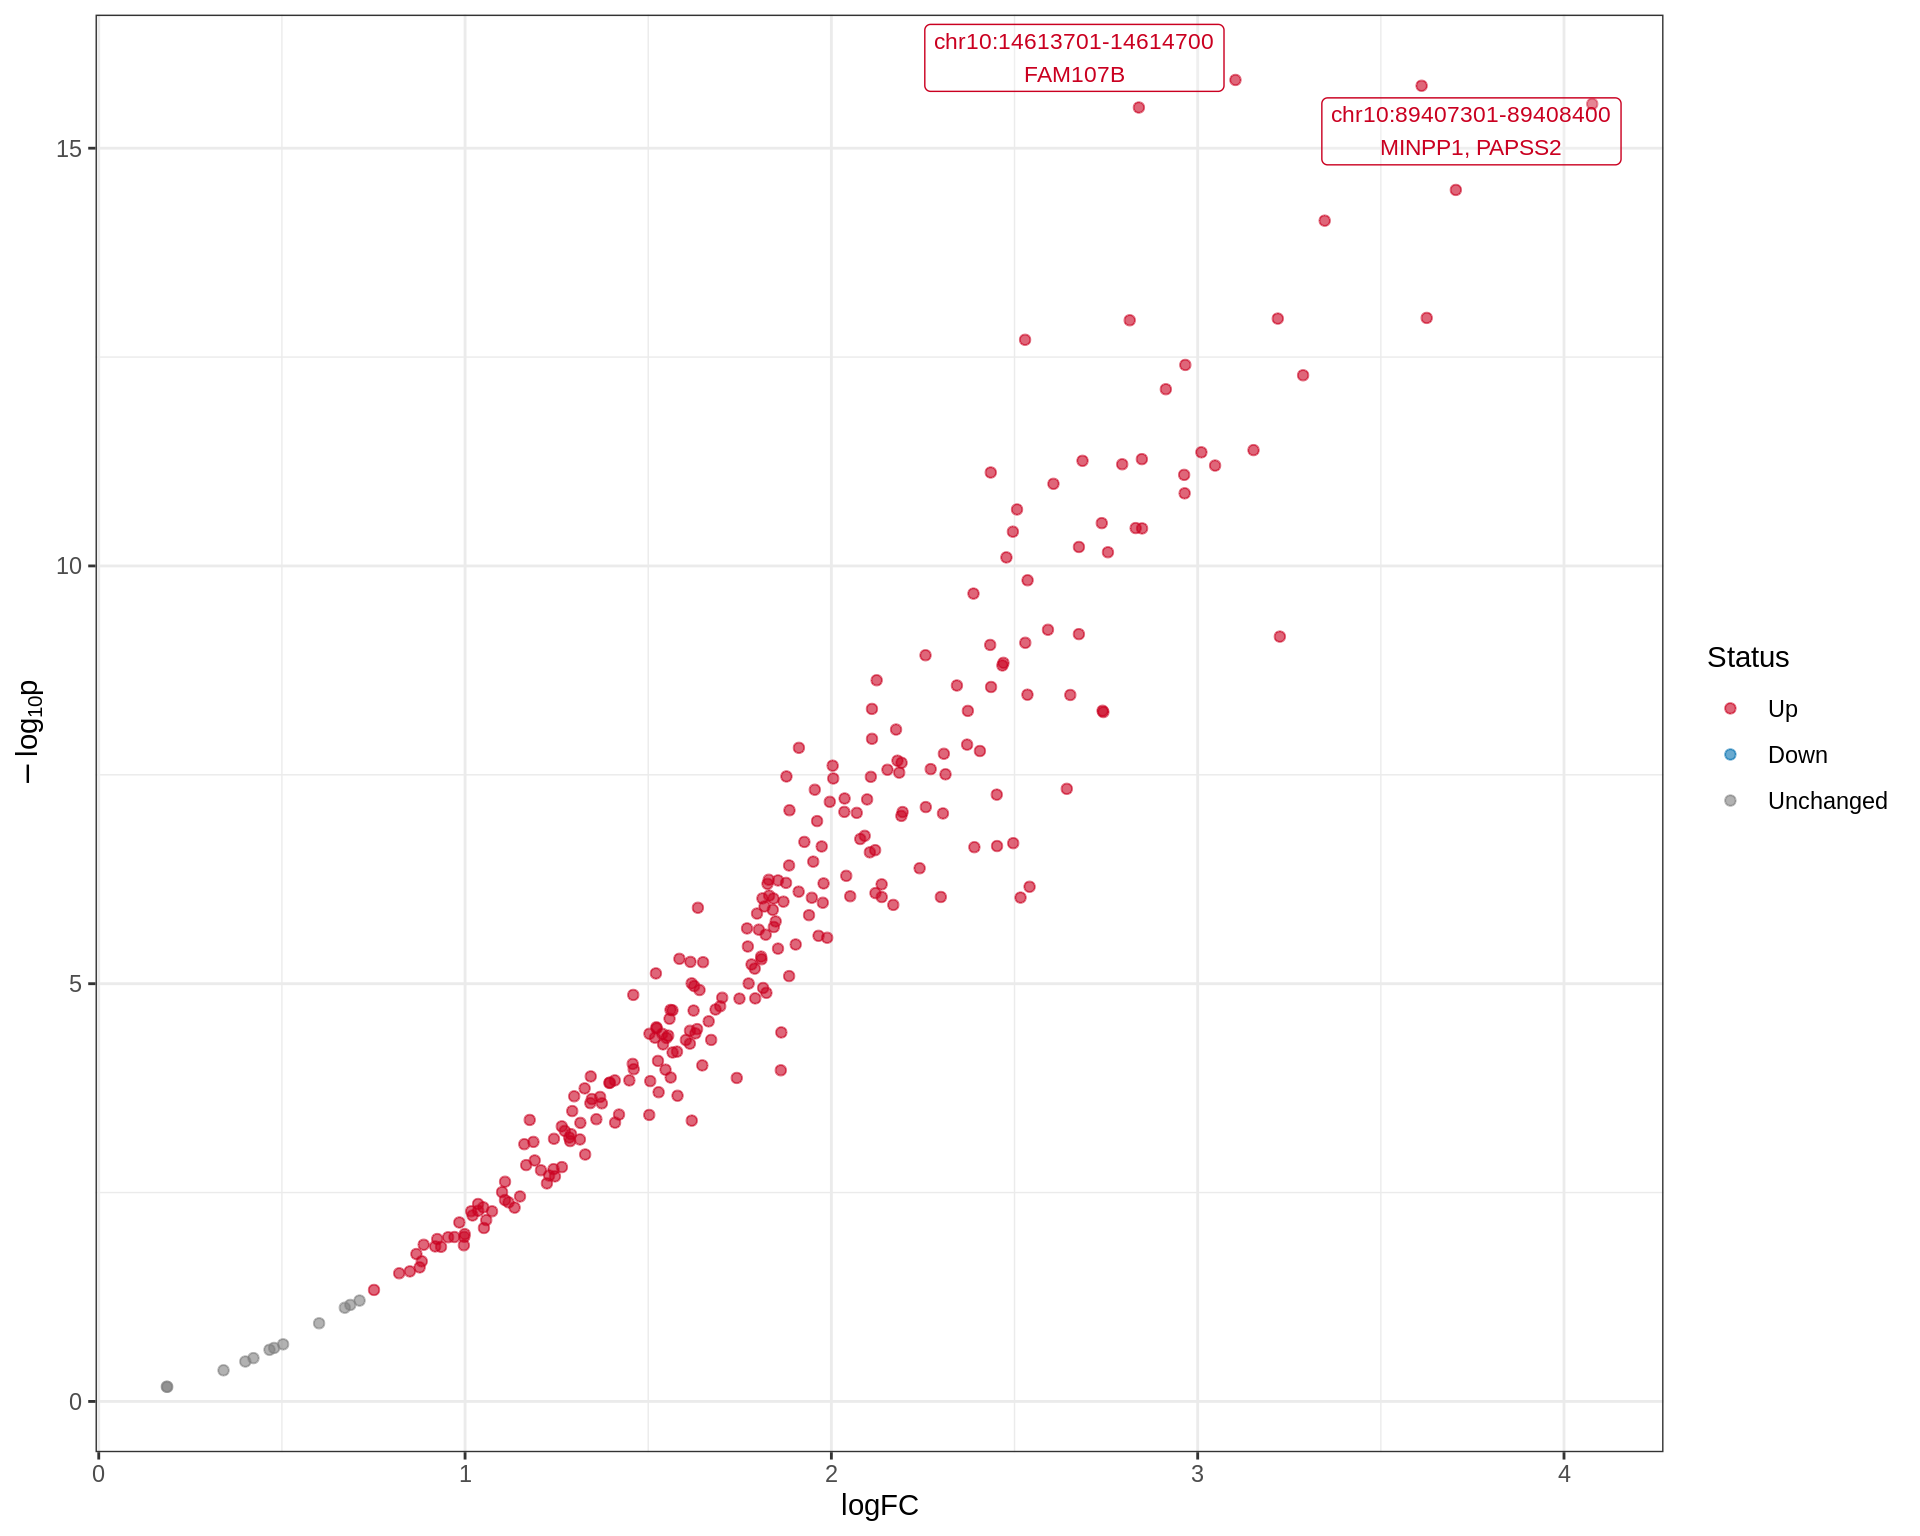 chr10:14613701-14614700
FAM107B
chr10:89407301-89408400
MINPP1, PAPSS2
15
10
5
0
− log₁₀p
0 1 2 3 4
logFC
Status
Up
Down
Unchanged